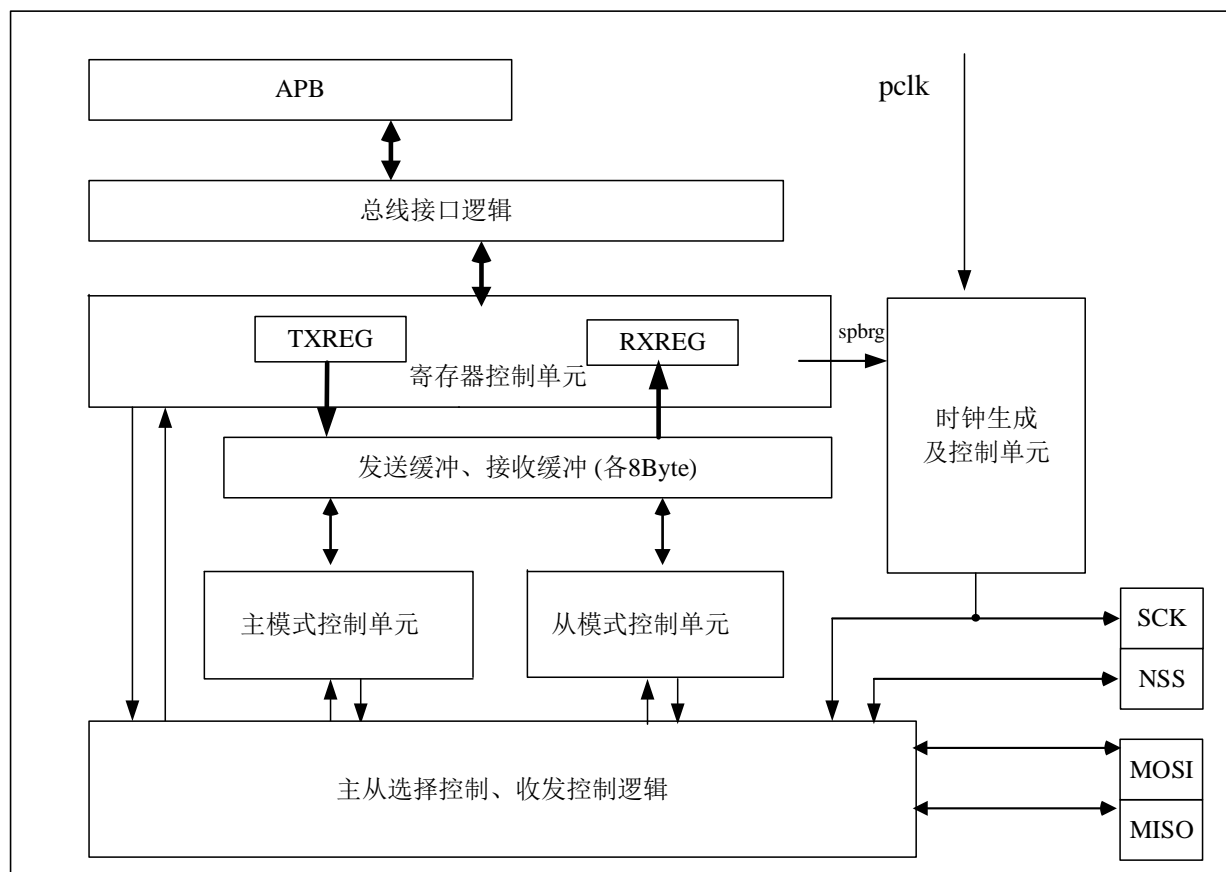 APB
pclk
总线接口逻辑
TXREG
RXREG
spbrg
寄存器控制单元
时钟生成
及控制单元
发送缓冲、接收缓冲 (各8Byte)
主模式控制单元
从模式控制单元
SCK
NSS
主从选择控制、收发控制逻辑
MOSI
MISO